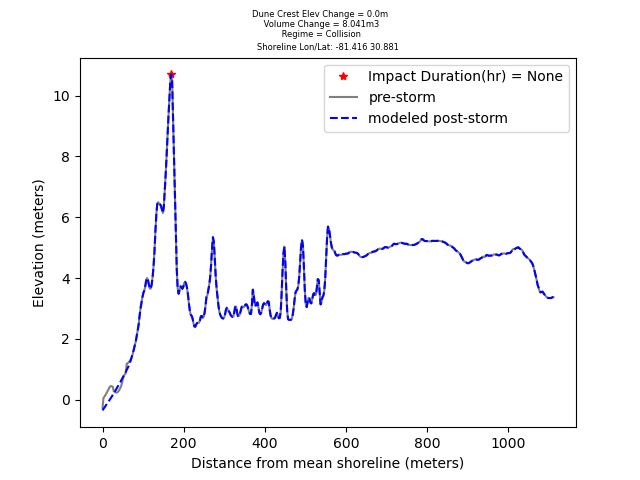 Dune Crest Elev Change = 0.0m
Volume Change = 8.041m3
Regime = Collision
Shoreline Lon/Lat: -81.416 30.881
Impact Duration(hr) = None
pre-storm
modeled post-storm
Elevation (meters)
10
8
6
4
2
0
0 200 400 600 800 1000
Distance from mean shoreline (meters)